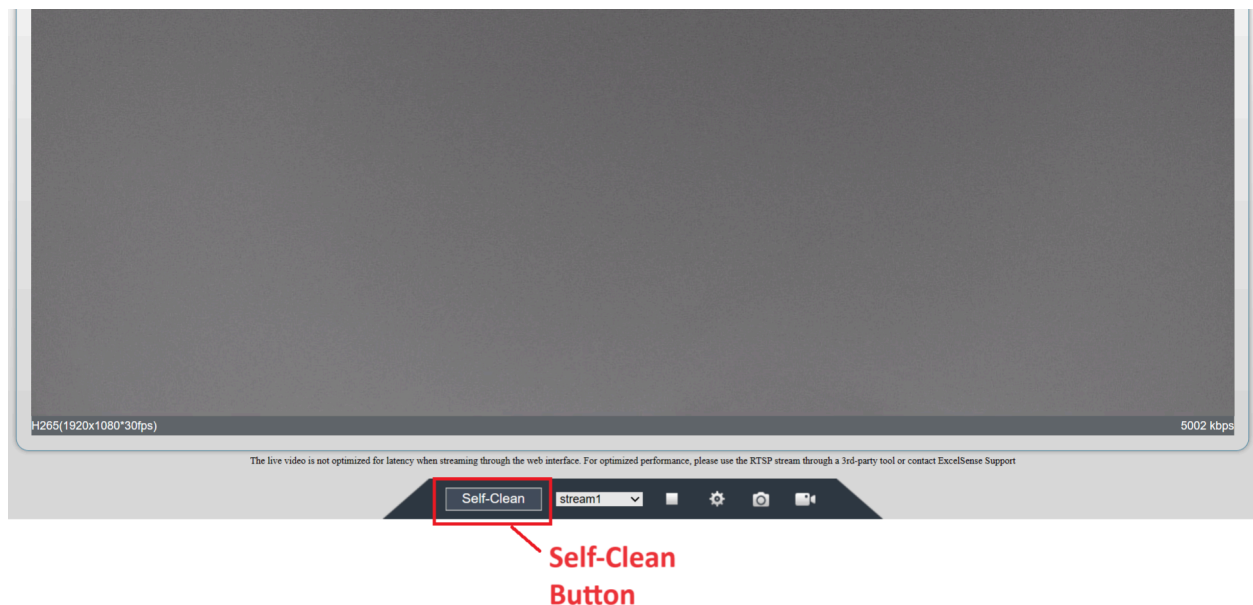 H265(1920x1080*30fps) 5002 kbps
The live video is not optimized for latency when streaming through the web interface. For optimized performance, please use the RTSP stream through a 3rd-party tool or contact ExcelSense Support
Self-Clean stream1
Self-Clean
Button